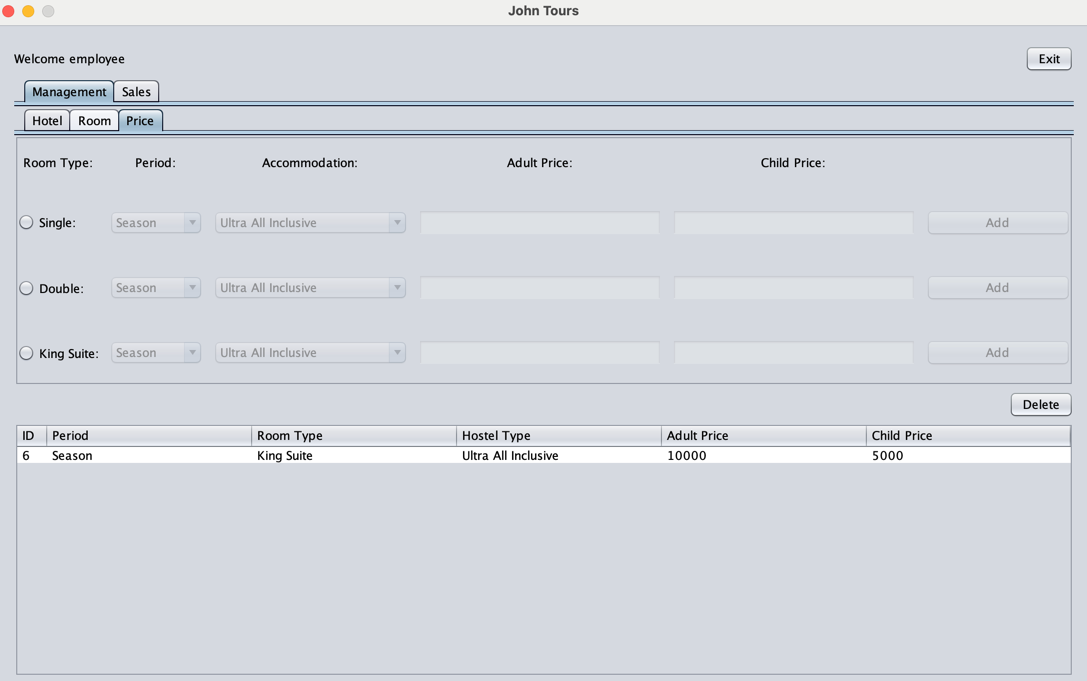 John Tours
Welcome employee Exit
Management Sales
Hotel Room Price
Room Type: Period: Accommodation: Adult Price: Child Price:
Single: Season Ultra All Inclusive Add
Double: Season Ultra All Inclusive Add
King Suite: Season Ultra All Inclusive Add
Delete
ID Period Room Type Hostel Type Adult Price Child Price
6 Season King Suite Ultra All Inclusive 10000 5000